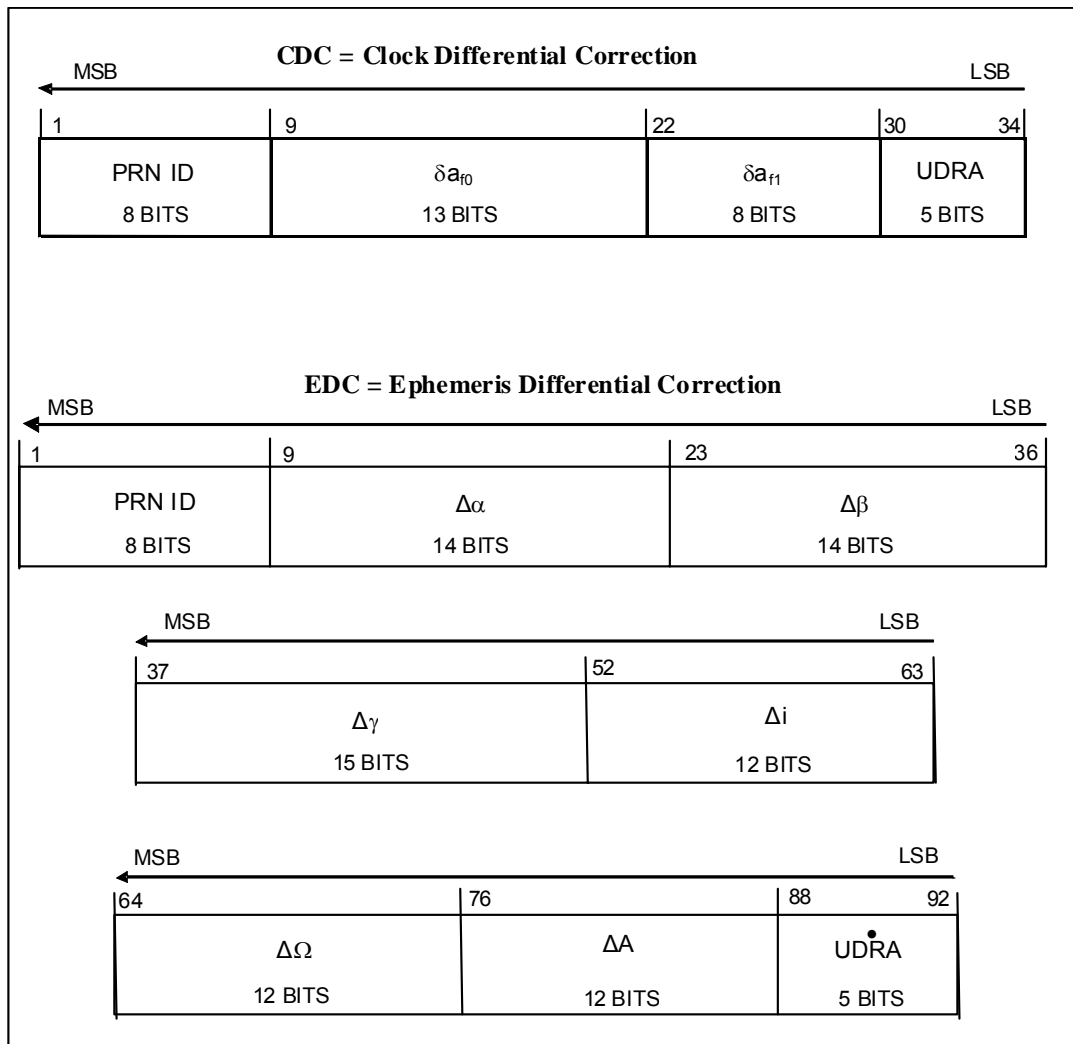 CDC = Clock Differential Correction
MSB LSB
1 9 22 30 34
PRN ID δa_f0 δa_f1 UDRA
8 BITS 13 BITS 8 BITS 5 BITS
EDC = Ephemeris Differential Correction
MSB LSB
1 9 23 36
PRN ID Δα Δβ
8 BITS 14 BITS 14 BITS
MSB LSB
37 52 63
Δγ Δi
15 BITS 12 BITS
MSB LSB
64 76 88 92
ΔΩ ΔA UDṘA
12 BITS 12 BITS 5 BITS